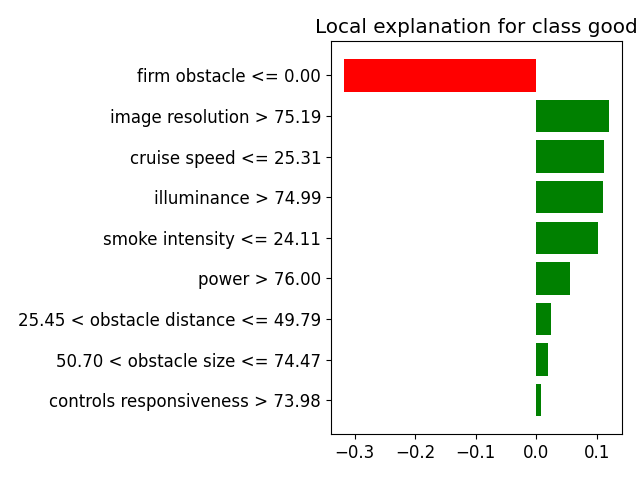 Local explanation for class good
firm obstacle <= 0.00
image resolution > 75.19
cruise speed <= 25.31
illuminance > 74.99
smoke intensity <= 24.11
power > 76.00
25.45 < obstacle distance <= 49.79
50.70 < obstacle size <= 74.47
controls responsiveness > 73.98
−0.3 −0.2 −0.1 0.0 0.1